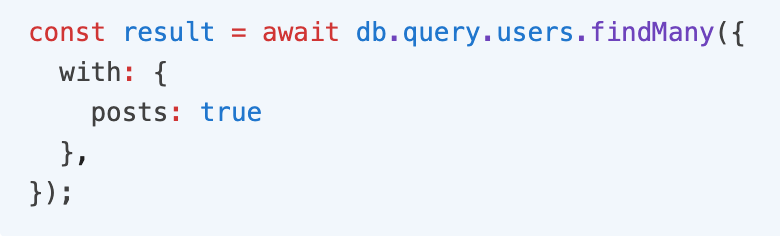 const result = await db.query.users.findMany({
  with: {
    posts: true
  },
});